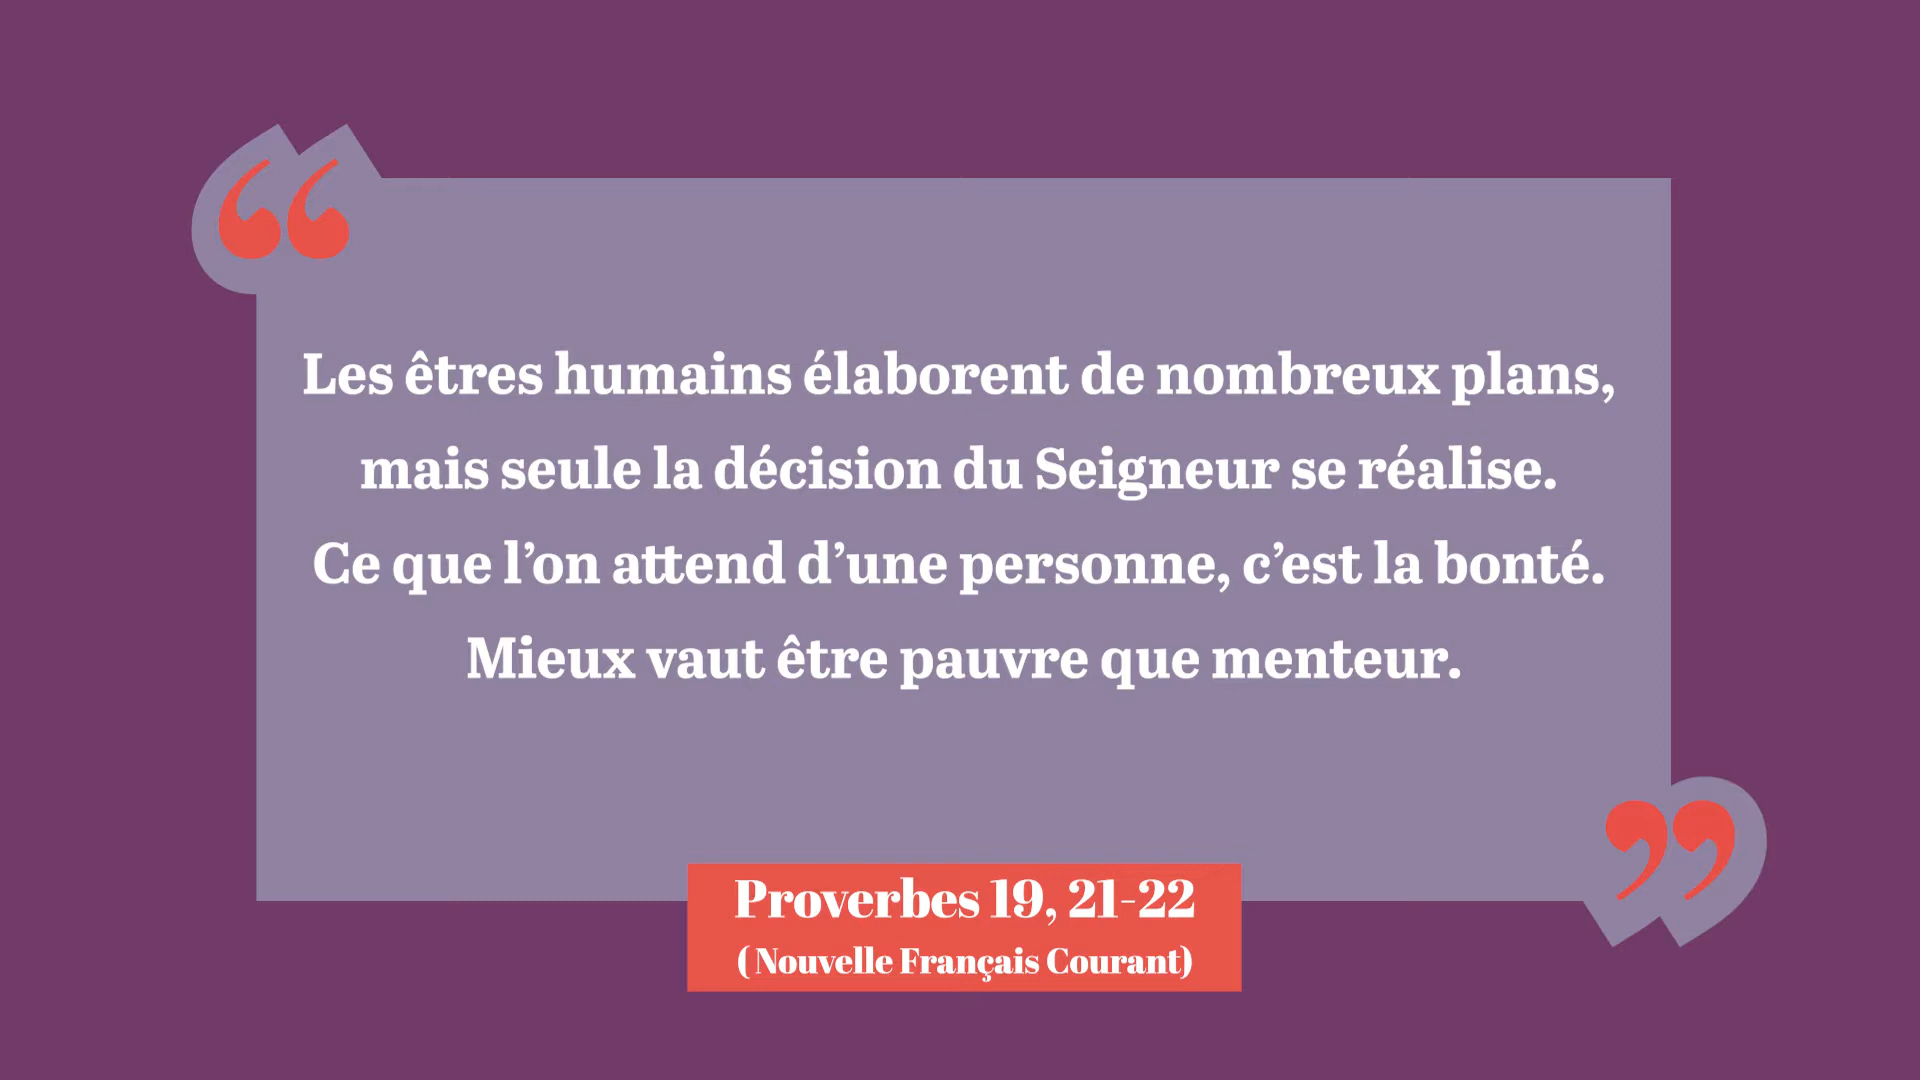 Les êtres humains élaborent de nombreux plans,
mais seule la décision du Seigneur se réalise.
Ce que l’on attend d’une personne, c’est la bonté.
Mieux vaut être pauvre que menteur.
Proverbes 19, 21-22
( Nouvelle Français Courant)